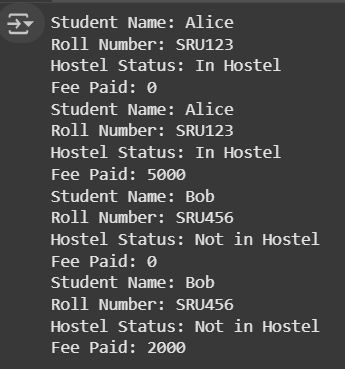 Student Name: Alice
Roll Number: SRU123
Hostel Status: In Hostel
Fee Paid: 0
Student Name: Alice
Roll Number: SRU123
Hostel Status: In Hostel
Fee Paid: 5000
Student Name: Bob
Roll Number: SRU456
Hostel Status: Not in Hostel
Fee Paid: 0
Student Name: Bob
Roll Number: SRU456
Hostel Status: Not in Hostel
Fee Paid: 2000